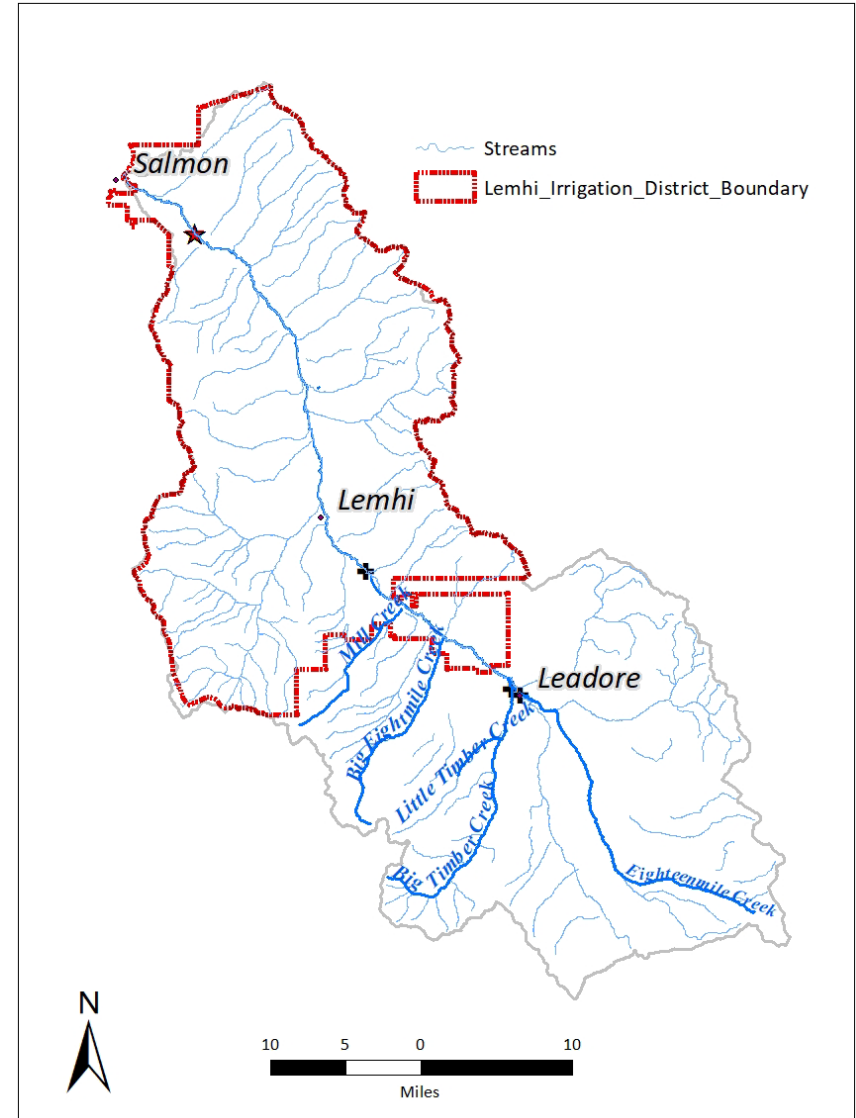 Salmon
Streams
Lemhi_Irrigation_District_Boundary
Lemhi
Mill Creek
Big Eightmile Creek
Leadore
Little Timber Creek
Big Timber Creek
Eighteenmile Creek
N
10 5 0 10
Miles